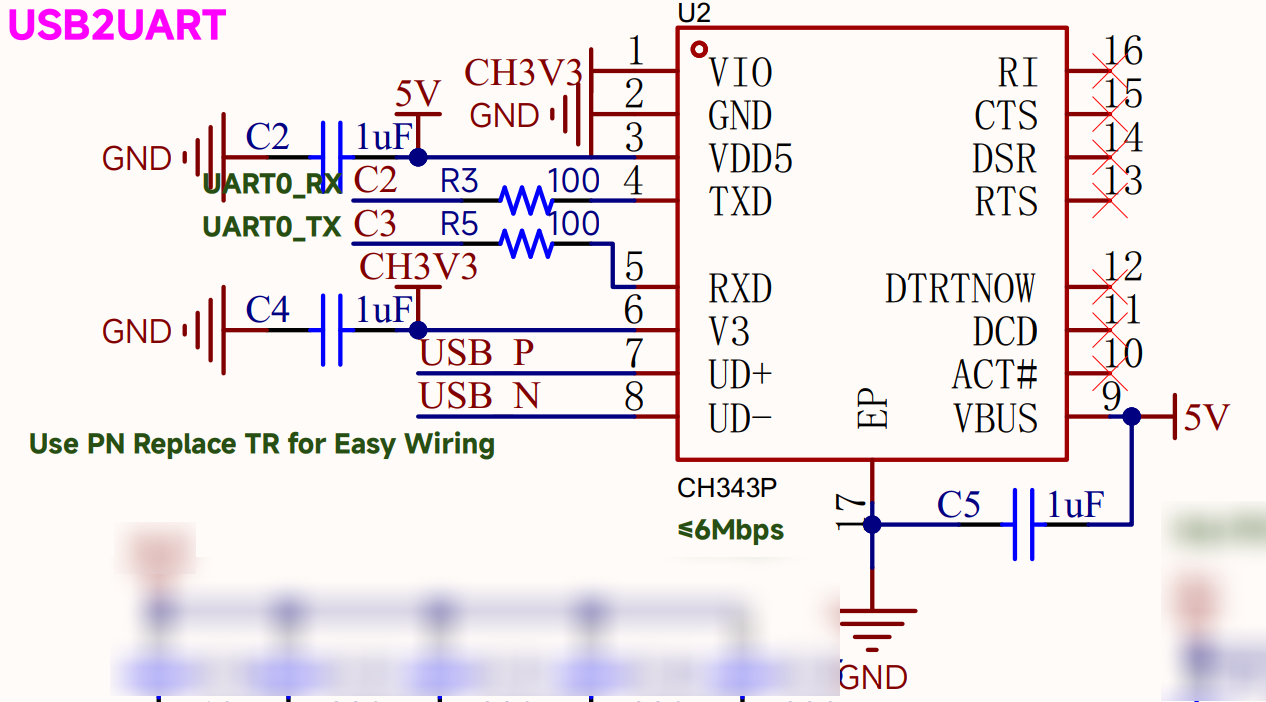 USB2UART
U2
CH3V3 1 VIO RI 16
5V GND 2 GND CTS 15
GND C2 1uF 3 VDD5 DSR 14
UART0_RX C2 R3 100 4 TXD RTS 13
UART0_TX C3 R5 100
CH3V3 5 RXD DTRTNOW 12
GND C4 1uF 6 V3 DCD 11
USB P 7 UD+ ACT# 10
USB N 8 UD- EP VBUS 9 5V
Use PN Replace TR for Easy Wiring
CH343P
≤6Mbps
17 C5 1uF
GND